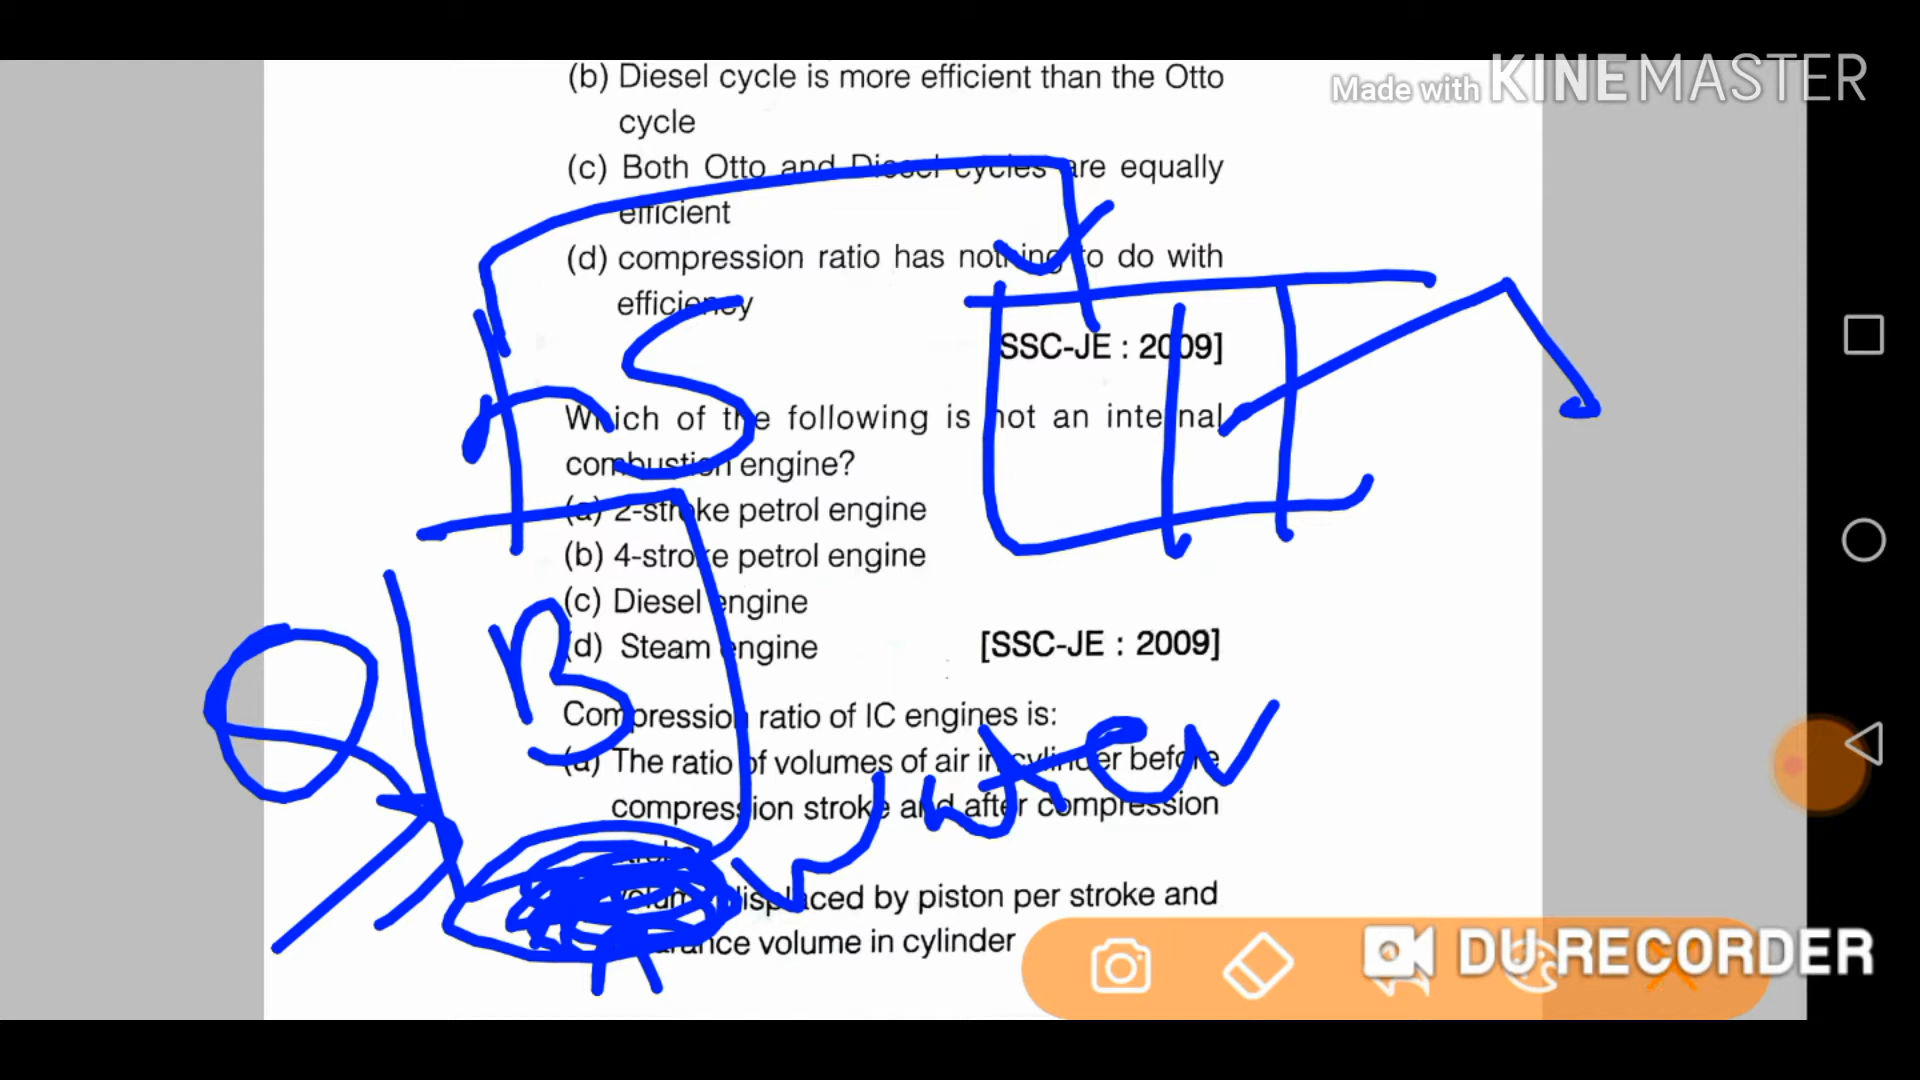 Made with KINEMASTER
(b) Diesel cycle is more efficient than the Otto
cycle
(c) Both Otto and Diesel cycles are equally
efficient
(d) compression ratio has nothing to do with
efficiency
[SSC-JE : 2009]
Which of the following is not an internal
combustion engine?
(a) 2-stroke petrol engine
(b) 4-stroke petrol engine
(c) Diesel engine
(d) Steam engine [SSC-JE : 2009]
B
Compression ratio of IC engines is:
(a) The ratio of volumes of air in cylinder before
compression stroke and after compression
stroke
water
volume displaced by piston per stroke and
clearance volume in cylinder
DU RECORDER